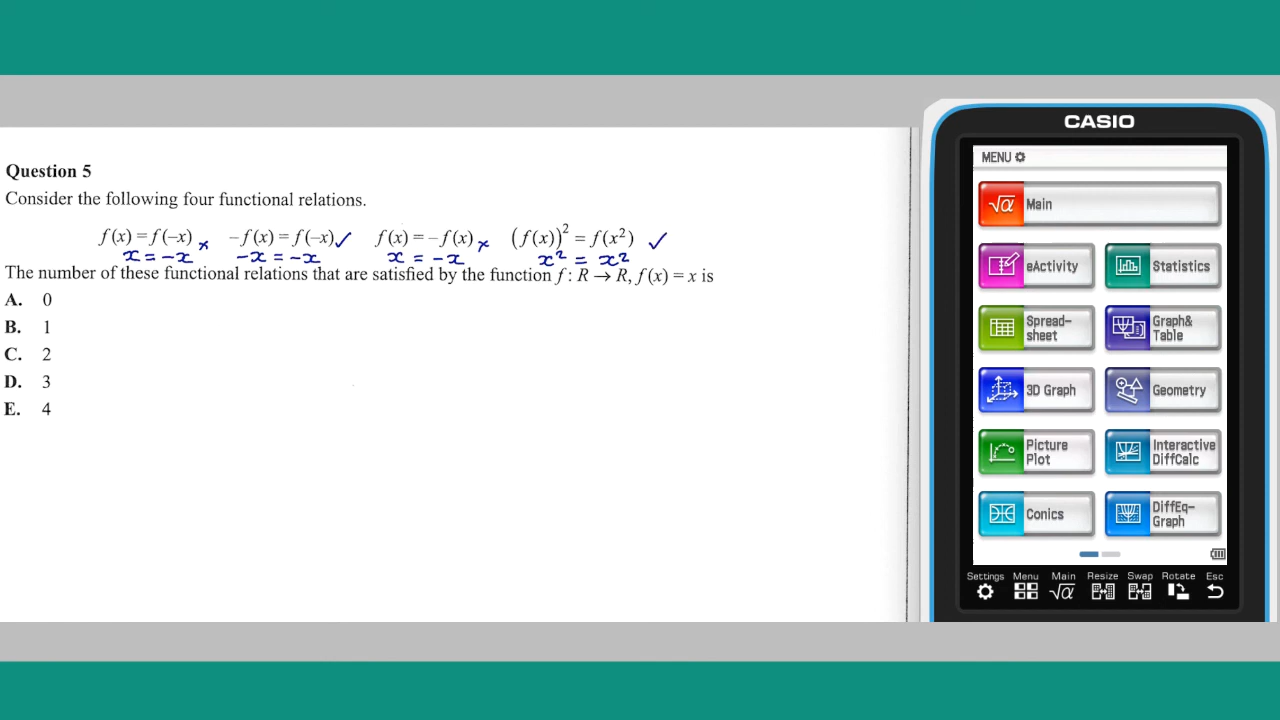 Question 5
Consider the following four functional relations.
f(x) = f(–x) × –f(x) = f(–x) ✓ f(x) = –f(x) × (f(x))² = f(x²) ✓
x = –x –x = –x x = –x x² = x²
The number of these functional relations that are satisfied by the function f : R → R, f(x) = x is
A. 0
B. 1
C. 2
D. 3
E. 4
CASIO
MENU
√α Main
eActivity Statistics
Spread-
sheet
Graph&
Table
3D Graph Geometry
Picture
Plot
Interactive
DiffCalc
Conics
DiffEq-
Graph
Settings Menu Main Resize Swap Rotate Esc
√α